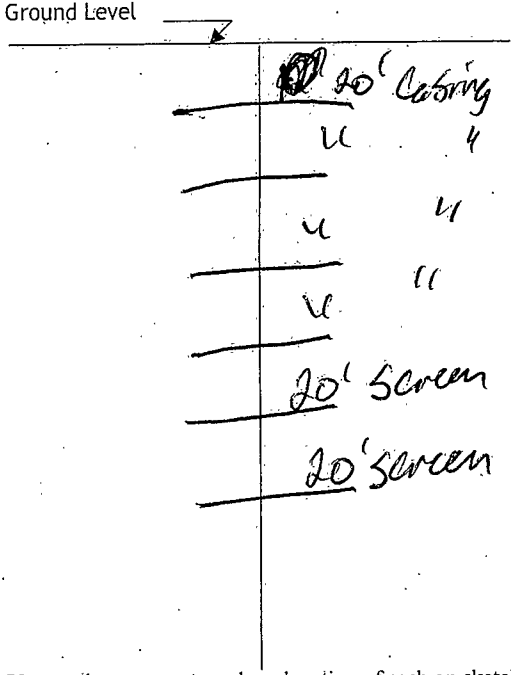 Ground Level
20' Casing
" "
" "
" "
20' Screen
20' Screen